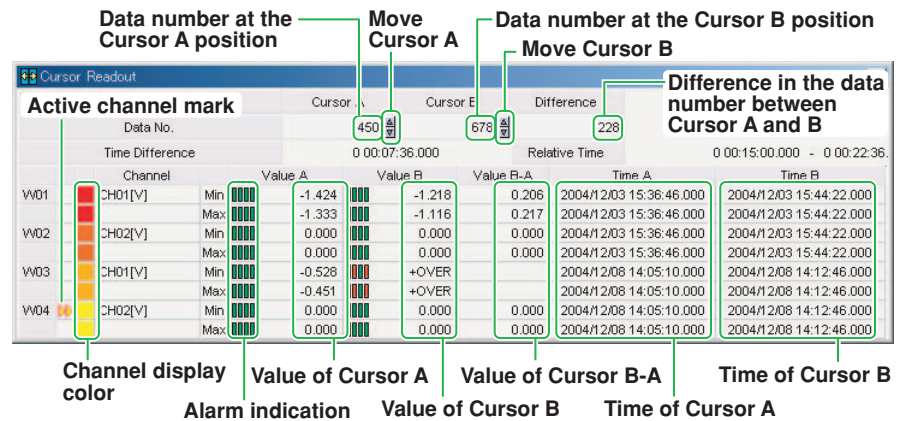 Data number at the
Cursor A position
Move
Cursor A
Data number at the Cursor B position
Move Cursor B
Cursor Readout
Difference in the data
number between
Cursor A and B
Active channel mark
Cursor A
Cursor B
Difference
Data No.
450
678
228
Time Difference
0 00:07:36.000
Relative Time
0 00:15:00.000 - 0 00:22:36.
Channel
Value A
Value B
Value B-A
Time A
Time B
W01 CH01[V] Min -1.424 -1.218 0.206 2004/12/03 15:36:46.000 2004/12/03 15:44:22.000
Max -1.333 -1.116 0.217 2004/12/03 15:36:46.000 2004/12/03 15:44:22.000
W02 CH02[V] Min 0.000 0.000 0.000 2004/12/03 15:36:46.000 2004/12/03 15:44:22.000
Max 0.000 0.000 0.000 2004/12/03 15:36:46.000 2004/12/03 15:44:22.000
W03 CH01[V] Min -0.528 +OVER 2004/12/08 14:05:10.000 2004/12/08 14:12:46.000
Max -0.451 +OVER 2004/12/08 14:05:10.000 2004/12/08 14:12:46.000
W04 CH02[V] Min 0.000 0.000 0.000 2004/12/08 14:05:10.000 2004/12/08 14:12:46.000
Max 0.000 0.000 0.000 2004/12/08 14:05:10.000 2004/12/08 14:12:46.000
Channel display
color
Value of Cursor A
Value of Cursor B-A
Time of Cursor B
Alarm indication
Value of Cursor B
Time of Cursor A